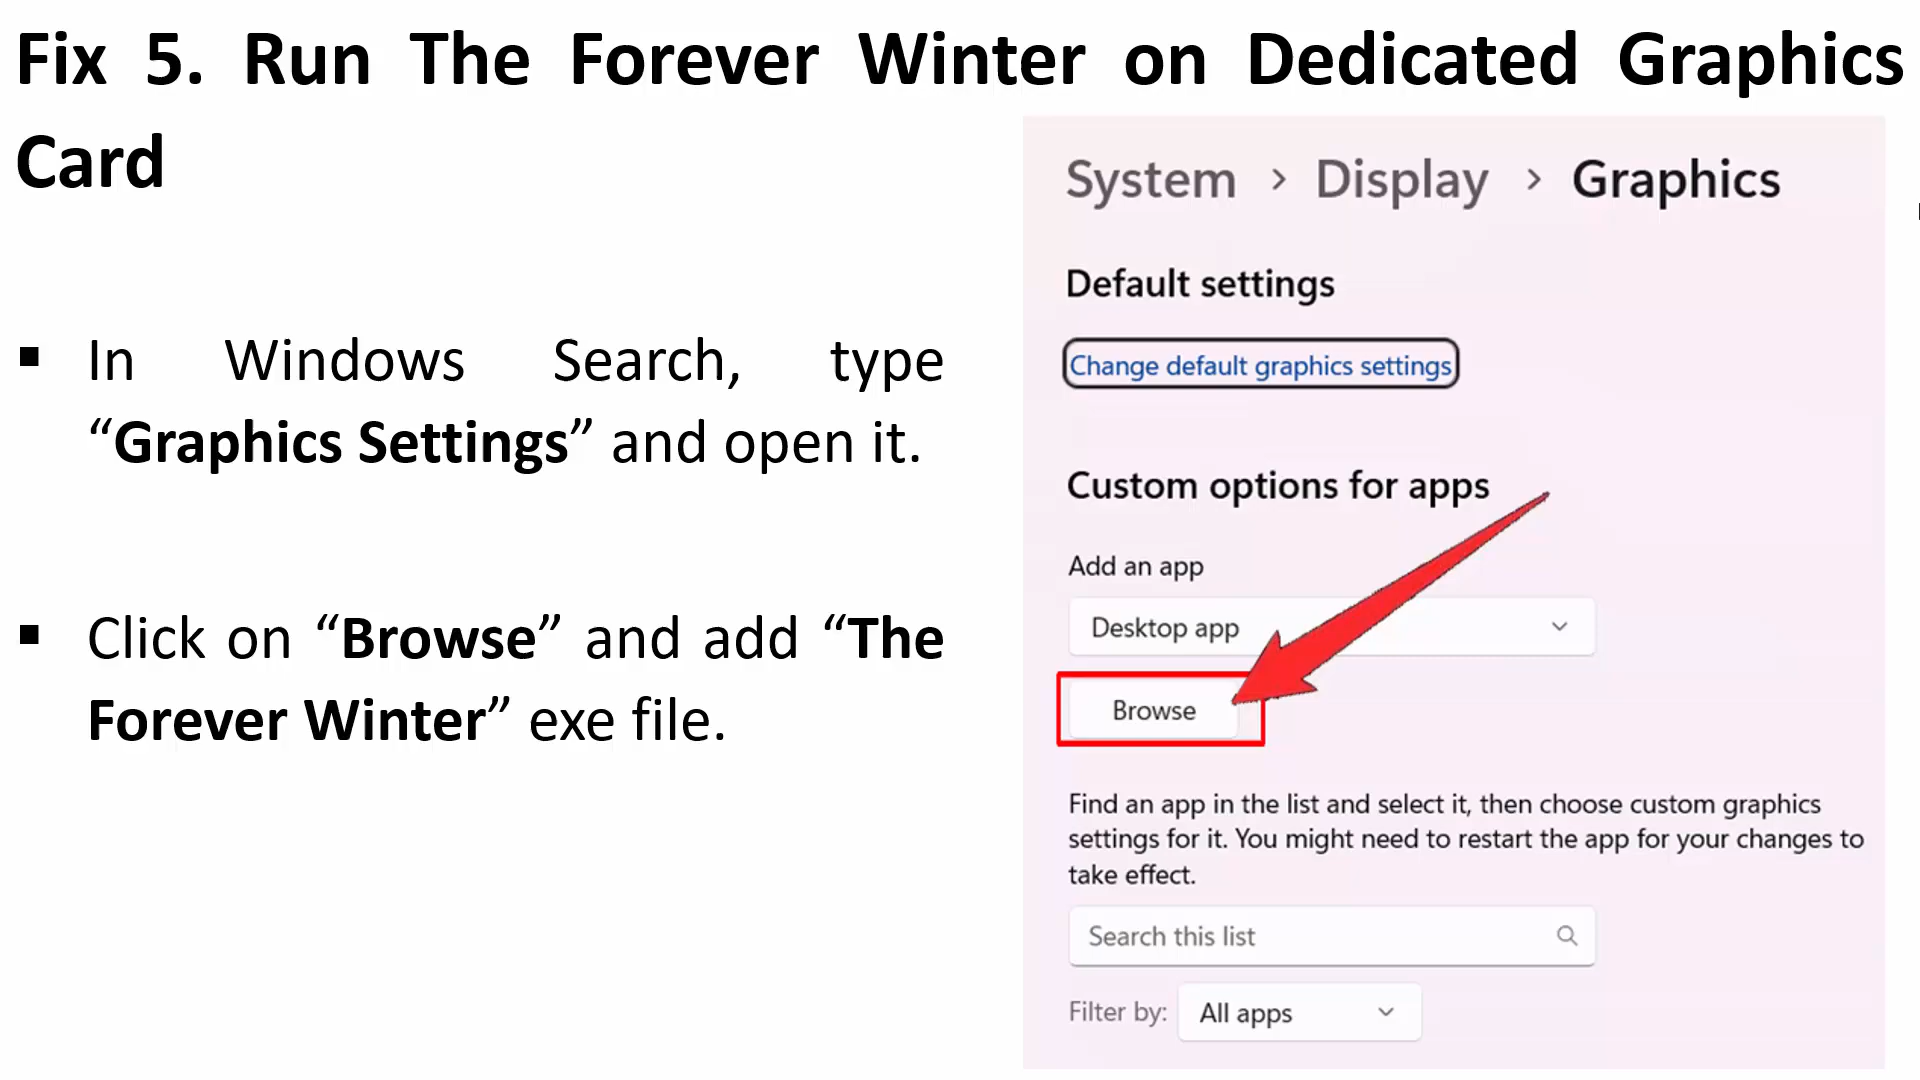 Fix 5. Run The Forever Winter on Dedicated Graphics
Card
▪ In Windows Search, type
“Graphics Settings” and open it.
▪ Click on “Browse” and add “The
Forever Winter” exe file.
System > Display > Graphics
Default settings
Change default graphics settings
Custom options for apps
Add an app
Desktop app
Browse
Find an app in the list and select it, then choose custom graphics
settings for it. You might need to restart the app for your changes to
take effect.
Search this list
Filter by: All apps